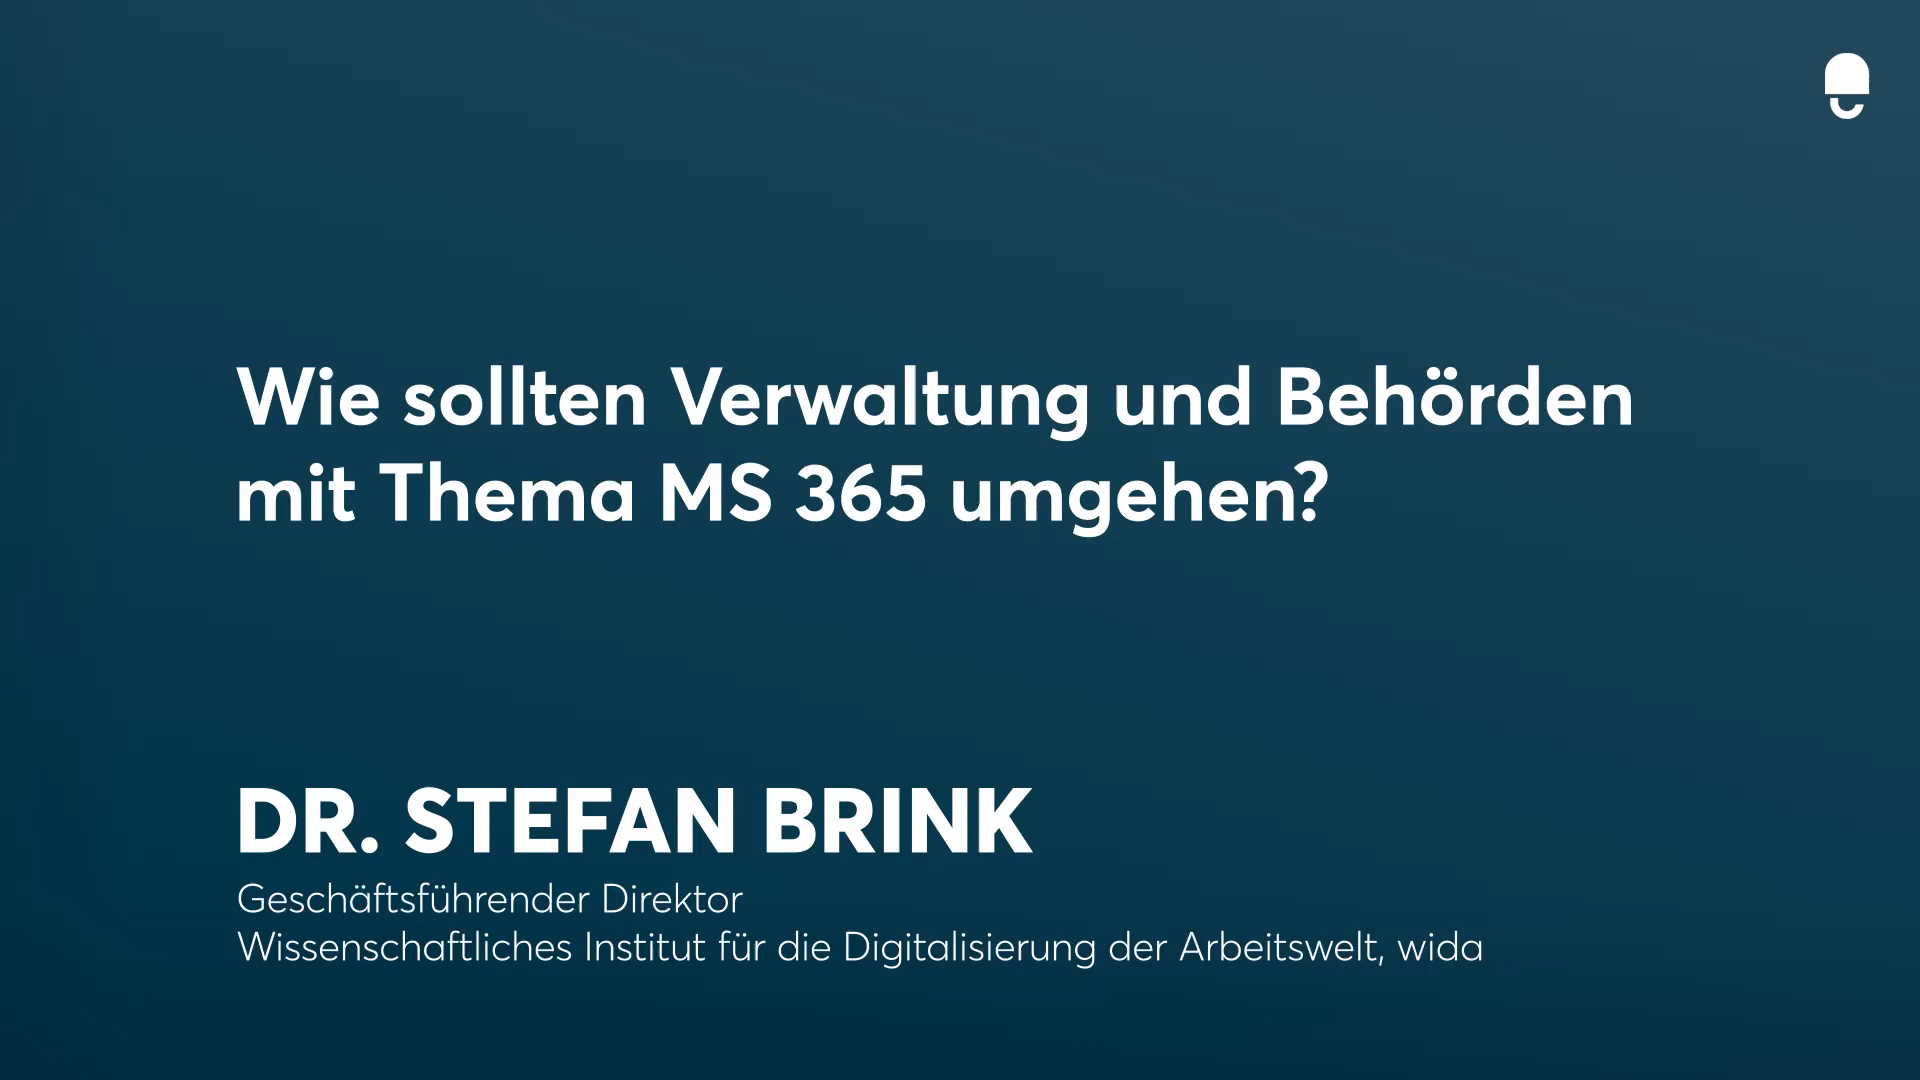 Wie sollten Verwaltung und Behörden
mit Thema MS 365 umgehen?
DR. STEFAN BRINK
Geschäftsführender Direktor
Wissenschaftliches Institut für die Digitalisierung der Arbeitswelt, wida